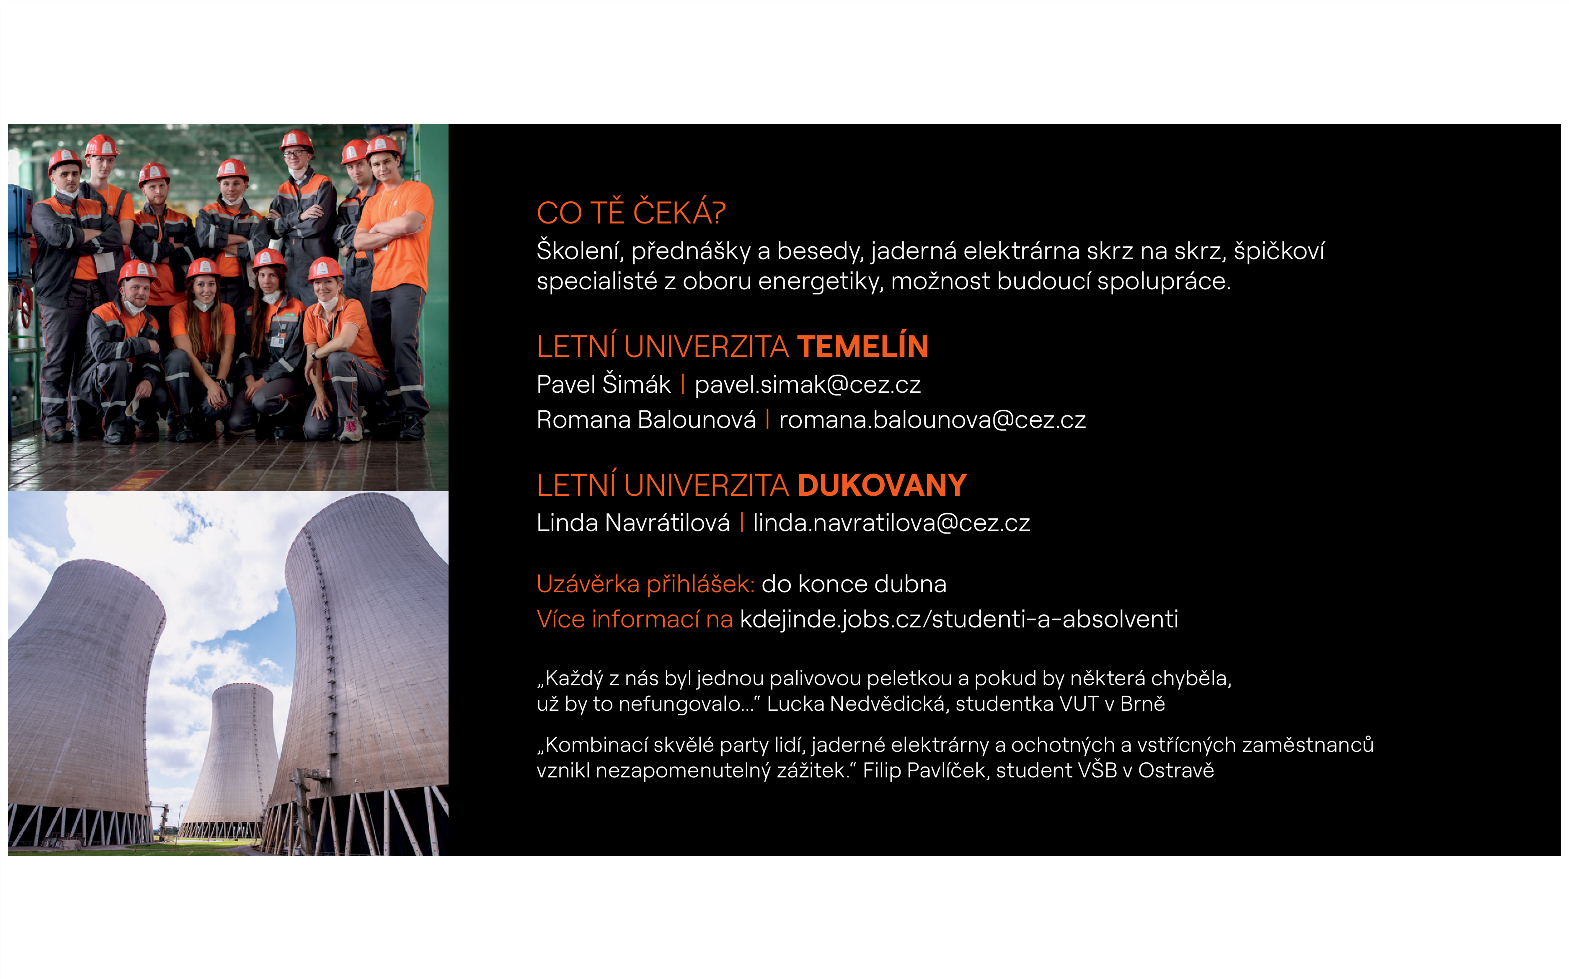 CO TĚ ČEKÁ?
Školení, přednášky a besedy, jaderná elektrárna skrz na skrz, špičkoví
specialisté z oboru energetiky, možnost budoucí spolupráce.
LETNÍ UNIVERZITA TEMELÍN
Pavel Šimák | pavel.simak@cez.cz
Romana Balounová | romana.balounova@cez.cz
LETNÍ UNIVERZITA DUKOVANY
Linda Navrátilová | linda.navratilova@cez.cz
Uzávěrka přihlášek: do konce dubna
Více informací na kdejinde.jobs.cz/studenti-a-absolventi
„Každý z nás byl jednou palivovou peletkou a pokud by některá chyběla,
už by to nefungovalo...“ Lucka Nedvědická, studentka VUT v Brně
„Kombinací skvělé party lidí, jaderné elektrárny a ochotných a vstřícných zaměstnanců
vznikl nezapomenutelný zážitek.“ Filip Pavlíček, student VŠB v Ostravě